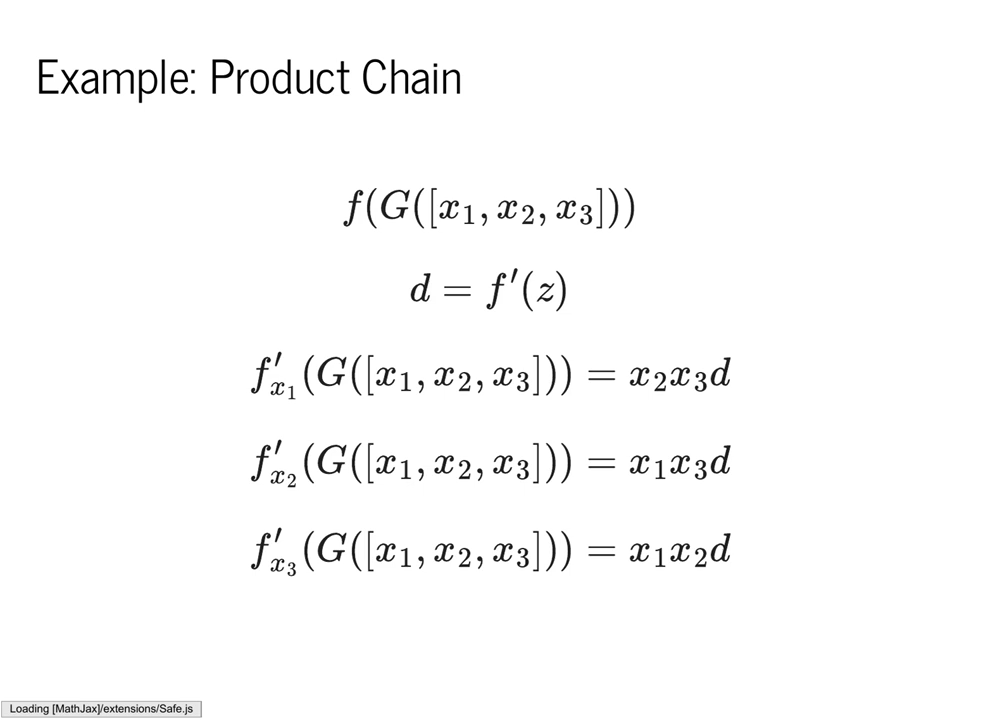 Example: Product Chain
f(G([x₁, x₂, x₃]))
d = f′(z)
f′ₓ₁(G([x₁, x₂, x₃])) = x₂x₃d
f′ₓ₂(G([x₁, x₂, x₃])) = x₁x₃d
f′ₓ₃(G([x₁, x₂, x₃])) = x₁x₂d
Loading [MathJax]/extensions/Safe.js